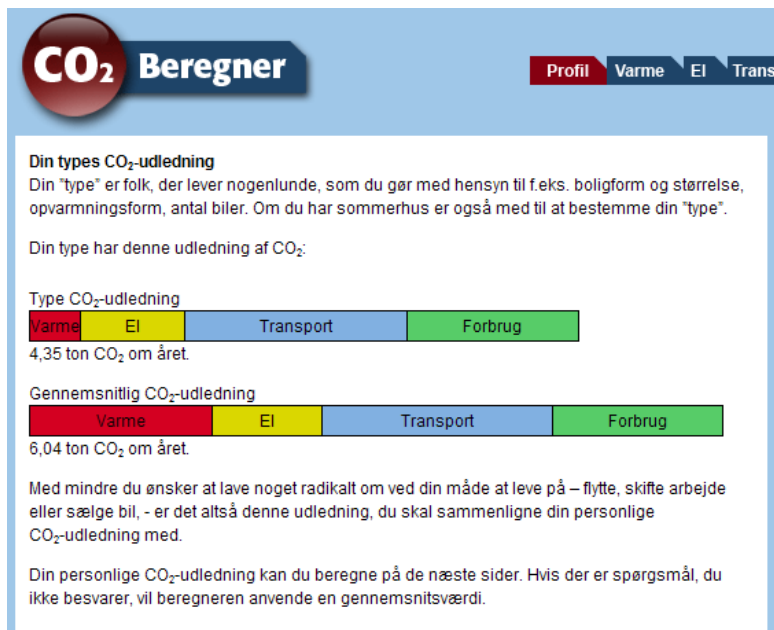 CO₂ Beregner
Profil Varme El Trans
Din types CO₂-udledning
Din "type" er folk, der lever nogenlunde, som du gør med hensyn til f.eks. boligform og størrelse,
opvarmningsform, antal biler. Om du har sommerhus er også med til at bestemme din "type".
Din type har denne udledning af CO₂:
Type CO₂-udledning
Varme El Transport Forbrug
4,35 ton CO₂ om året.
Gennemsnitlig CO₂-udledning
Varme El Transport Forbrug
6,04 ton CO₂ om året.
Med mindre du ønsker at lave noget radikalt om ved din måde at leve på – flytte, skifte arbejde
eller sælge bil, - er det altså denne udledning, du skal sammenligne din personlige
CO₂-udledning med.
Din personlige CO₂-udledning kan du beregne på de næste sider. Hvis der er spørgsmål, du
ikke besvarer, vil beregneren anvende en gennemsnitsværdi.